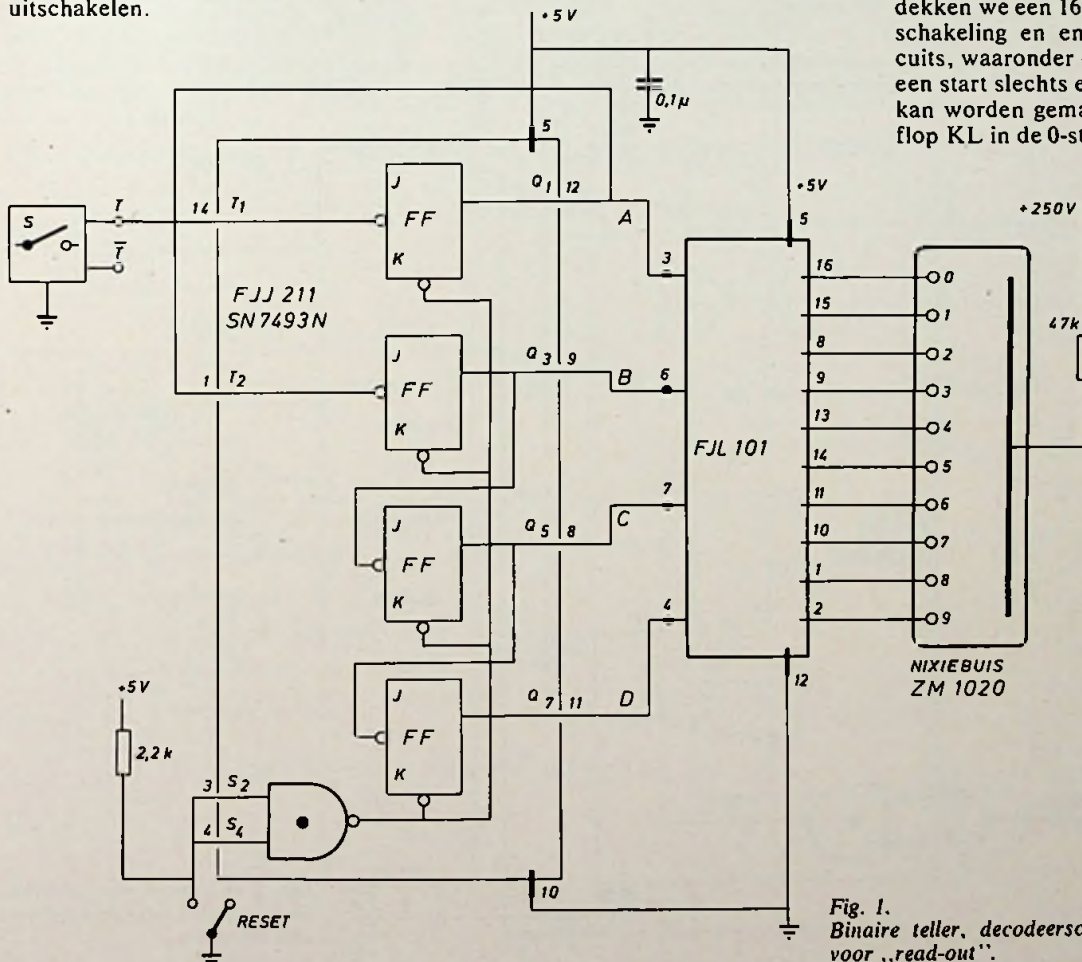 uitschakelen.
dekken we een 16
schakeling en en
cuits, waaronder
een start slechts e
kan worden gema
flop KL in de 0-st
+5V
0,1µ
5
+5V
5
+250V
S
T
T̅
14 T1
J
FF
K
Q1 12
A
3
FJJ 211
SN7493N
1 T2
J
FF
K
Q3 9
B
6
J
FF
K
Q5 8
C
7
J
FF
K
Q7 11
D
4
FJL 101
16
15
8
9
13
14
11
10
1
2
12
0
1
2
3
4
5
6
7
8
9
47k
NIXIEBUIS
ZM 1020
+5V
2,2k
3 S2
4 S4
10
RESET
Fig. 1.
Binaire teller, decodeersc
voor „read-out”.